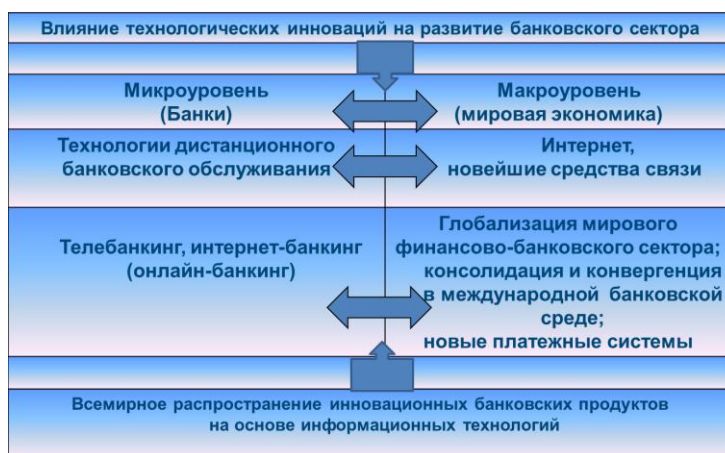 Влияние технологических инноваций на развитие банковского сектора
Микроуровень
(Банки)
Макроуровень
(мировая экономика)
Технологии дистанционного
банковского обслуживания
Интернет,
новейшие средства связи
Телебанкинг, интернет-банкинг
(онлайн-банкинг)
Глобализация мирового
финансово-банковского сектора;
консолидация и конвергенция
в международной банковской
среде;
новые платежные системы
Всемирное распространение инновационных банковских продуктов
на основе информационных технологий